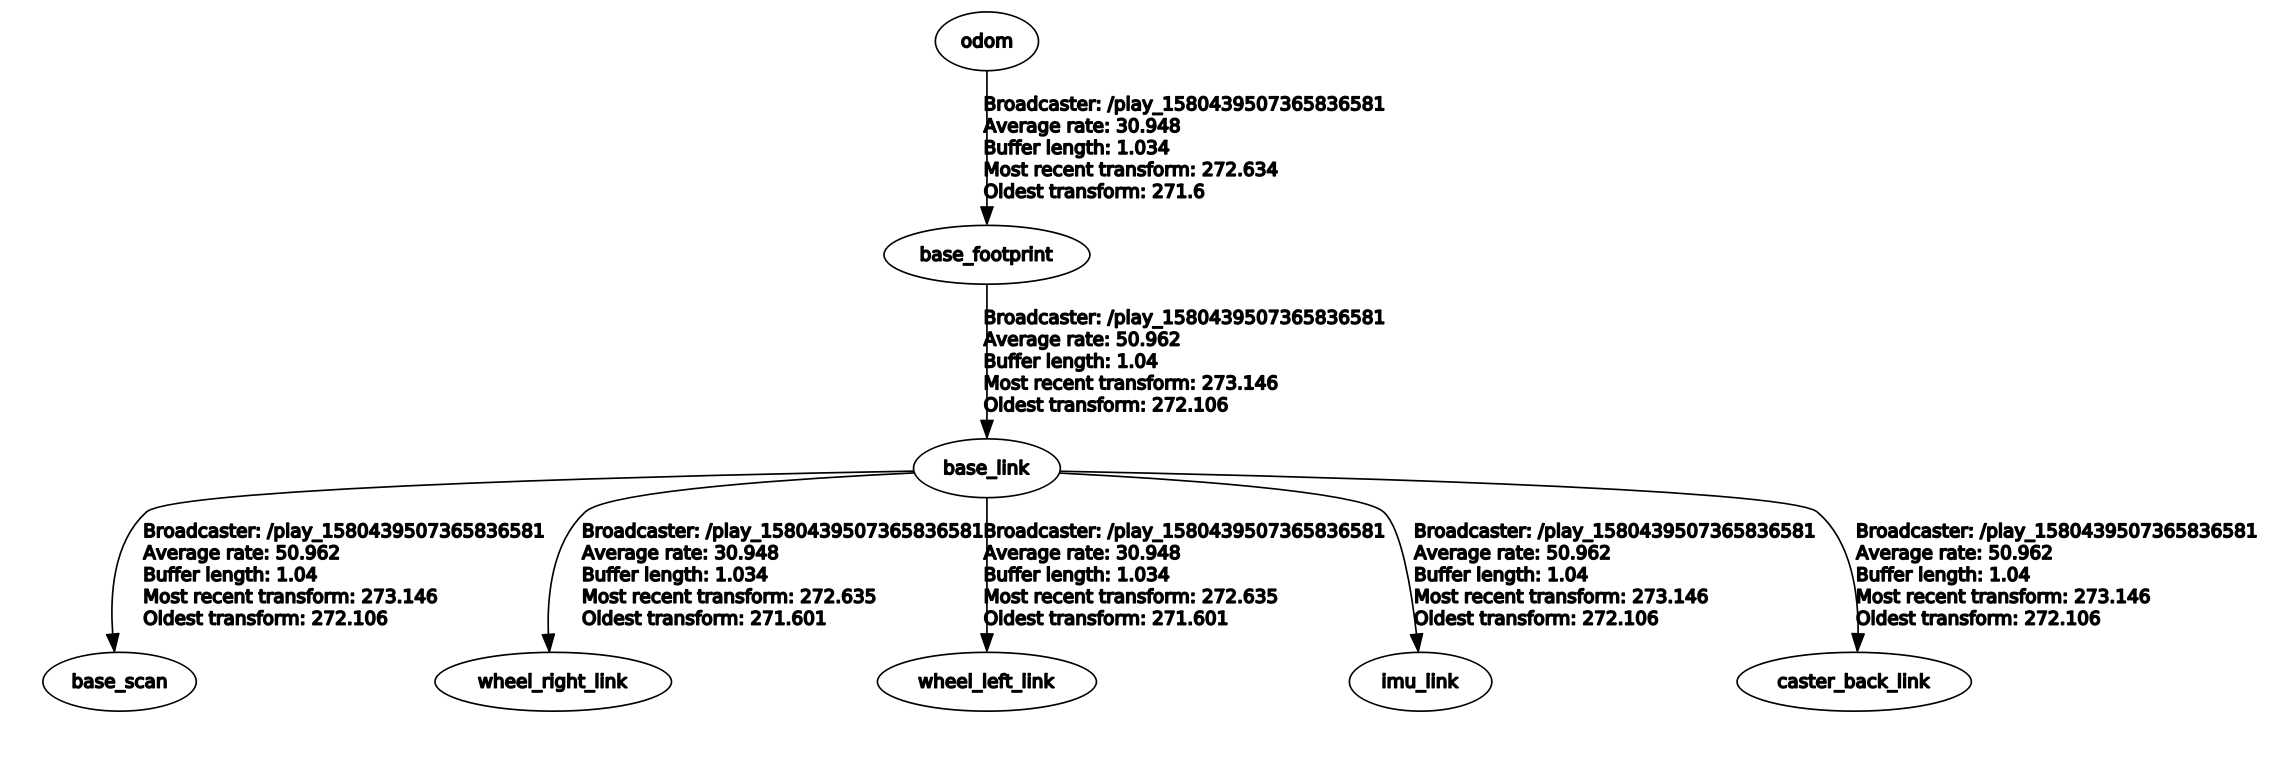 odom
Broadcaster: /play_1580439507365836581
Average rate: 30.948
Buffer length: 1.034
Most recent transform: 272.634
Oldest transform: 271.6
base_footprint
Broadcaster: /play_1580439507365836581
Average rate: 50.962
Buffer length: 1.04
Most recent transform: 273.146
Oldest transform: 272.106
base_link
Broadcaster: /play_1580439507365836581
Average rate: 50.962
Buffer length: 1.04
Most recent transform: 273.146
Oldest transform: 272.106
Broadcaster: /play_1580439507365836581
Average rate: 30.948
Buffer length: 1.034
Most recent transform: 272.635
Oldest transform: 271.601
Broadcaster: /play_1580439507365836581
Average rate: 30.948
Buffer length: 1.034
Most recent transform: 272.635
Oldest transform: 271.601
Broadcaster: /play_1580439507365836581
Average rate: 50.962
Buffer length: 1.04
Most recent transform: 273.146
Oldest transform: 272.106
Broadcaster: /play_1580439507365836581
Average rate: 50.962
Buffer length: 1.04
Most recent transform: 273.146
Oldest transform: 272.106
base_scan
wheel_right_link
wheel_left_link
imu_link
caster_back_link